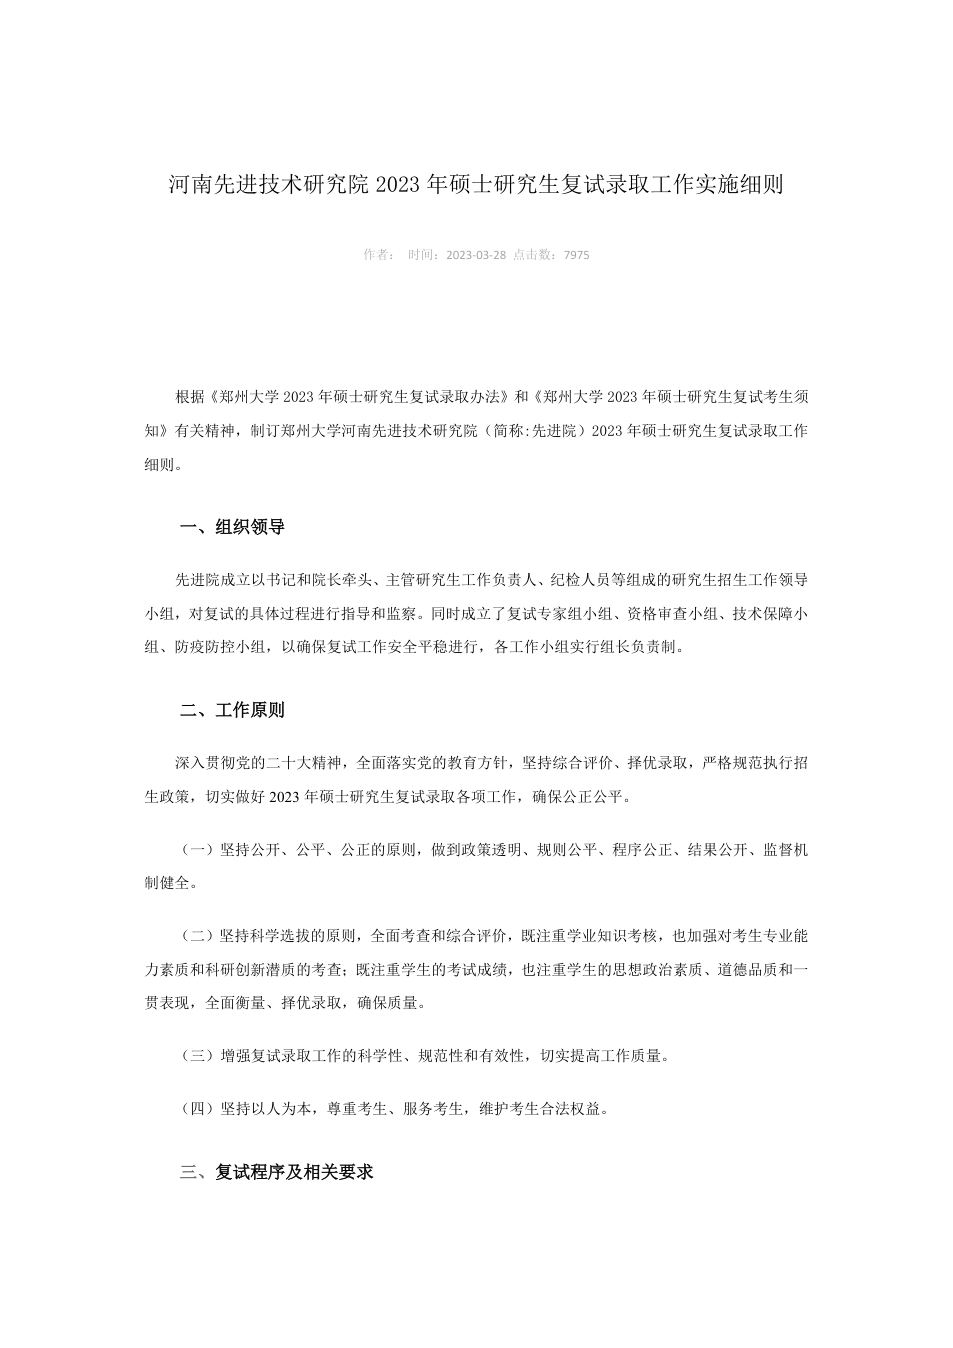 河南先进技术研究院 2023 年硕士研究生复试录取工作实施细则
作者： 时间：2023-03-28 点击数：7975
根据《郑州大学 2023 年硕士研究生复试录取办法》和《郑州大学 2023 年硕士研究生复试考生须
知》有关精神，制订郑州大学河南先进技术研究院（简称:先进院）2023 年硕士研究生复试录取工作
细则。
一、组织领导
先进院成立以书记和院长牵头、主管研究生工作负责人、纪检人员等组成的研究生招生工作领导
小组，对复试的具体过程进行指导和监察。同时成立了复试专家组小组、资格审查小组、技术保障小
组、防疫防控小组，以确保复试工作安全平稳进行，各工作小组实行组长负责制。
二、工作原则
深入贯彻党的二十大精神，全面落实党的教育方针，坚持综合评价、择优录取，严格规范执行招
生政策，切实做好 2023 年硕士研究生复试录取各项工作，确保公正公平。
（一）坚持公开、公平、公正的原则，做到政策透明、规则公平、程序公正、结果公开、监督机
制健全。
（二）坚持科学选拔的原则，全面考查和综合评价，既注重学业知识考核，也加强对考生专业能
力素质和科研创新潜质的考查；既注重学生的考试成绩，也注重学生的思想政治素质、道德品质和一
贯表现，全面衡量、择优录取，确保质量。
（三）增强复试录取工作的科学性、规范性和有效性，切实提高工作质量。
（四）坚持以人为本，尊重考生、服务考生，维护考生合法权益。
三、复试程序及相关要求